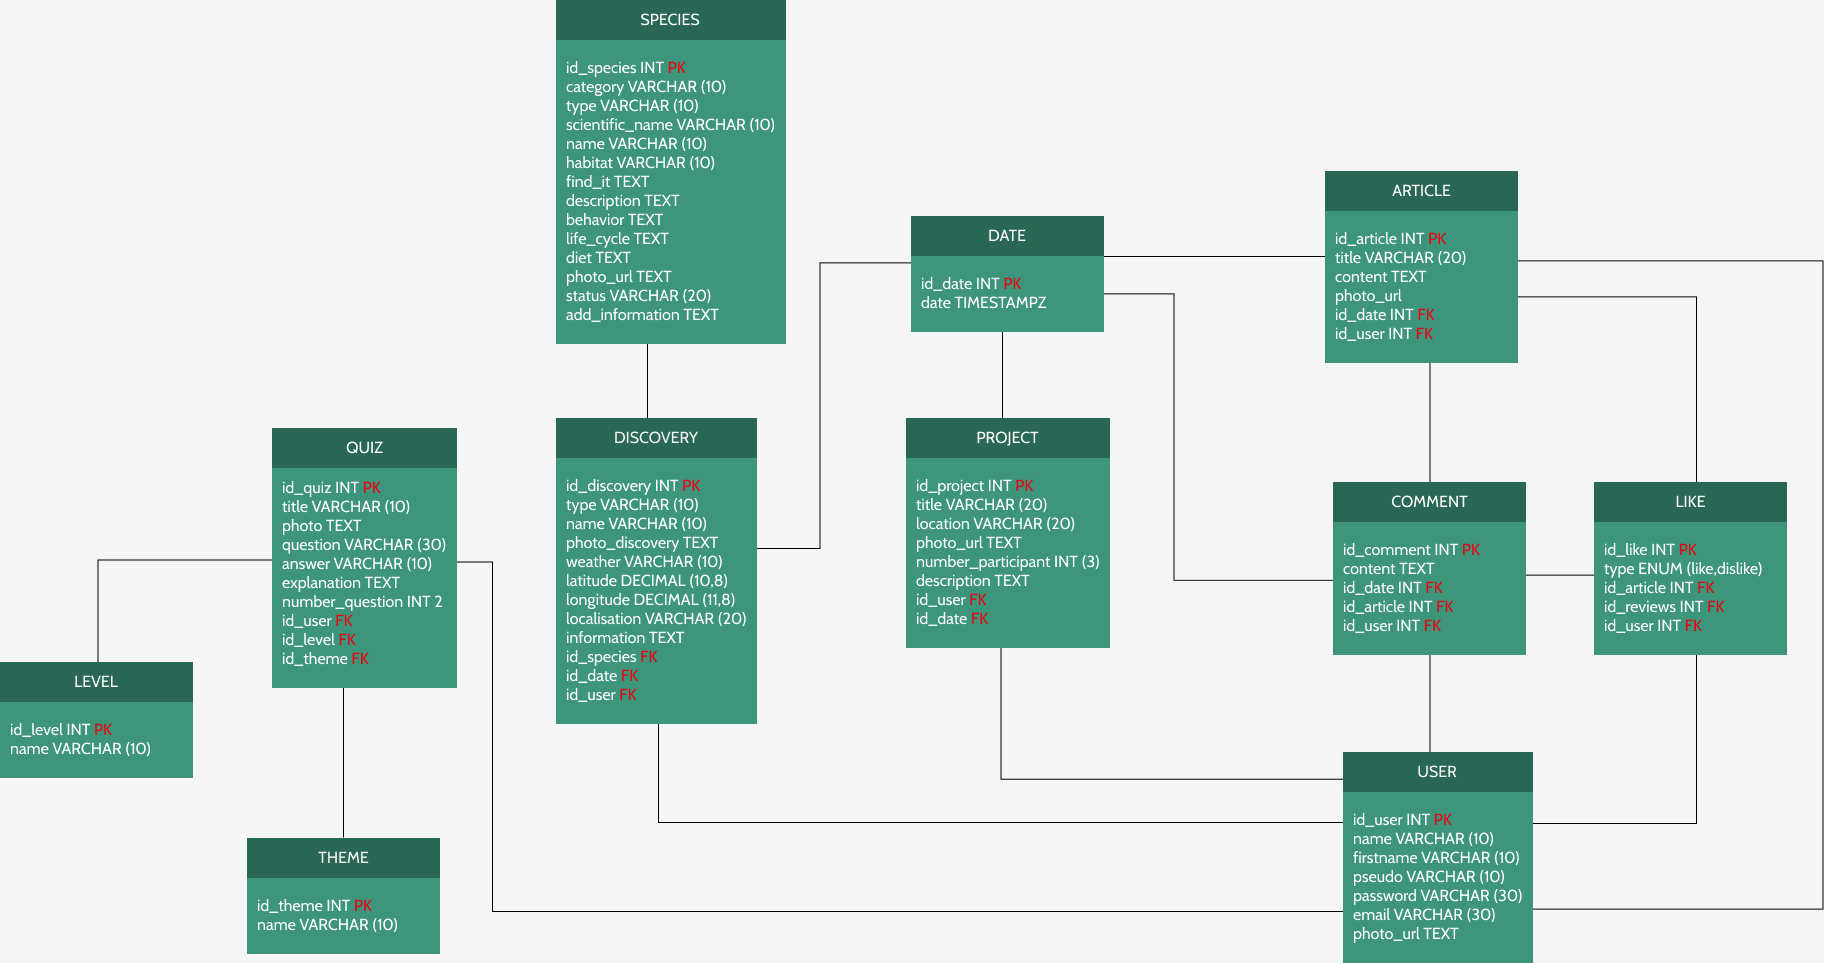 SPECIES
id_species INT PK
category VARCHAR (10)
type VARCHAR (10)
scientific_name VARCHAR (10)
name VARCHAR (10)
habitat VARCHAR (10)
find_it TEXT
description TEXT
behavior TEXT
life_cycle TEXT
diet TEXT
photo_url TEXT
status VARCHAR (20)
add_information TEXT
ARTICLE
id_article INT PK
title VARCHAR (20)
content TEXT
photo_url
id_date INT FK
id_user INT FK
DATE
id_date INT PK
date TIMESTAMPZ
QUIZ
id_quiz INT PK
title VARCHAR (10)
photo TEXT
question VARCHAR (30)
answer VARCHAR (10)
explanation TEXT
number_question INT 2
id_user FK
id_level FK
id_theme FK
DISCOVERY
id_discovery INT PK
type VARCHAR (10)
name VARCHAR (10)
photo_discovery TEXT
weather VARCHAR (10)
latitude DECIMAL (10,8)
longitude DECIMAL (11,8)
localisation VARCHAR (20)
information TEXT
id_species FK
id_date FK
id_user FK
PROJECT
id_project INT PK
title VARCHAR (20)
location VARCHAR (20)
photo_url TEXT
number_participant INT (3)
description TEXT
id_user FK
id_date FK
COMMENT
id_comment INT PK
content TEXT
id_date INT FK
id_article INT FK
id_user INT FK
LIKE
id_like INT PK
type ENUM (like,dislike)
id_article INT FK
id_reviews INT FK
id_user INT FK
LEVEL
id_level INT PK
name VARCHAR (10)
THEME
id_theme INT PK
name VARCHAR (10)
USER
id_user INT PK
name VARCHAR (10)
firstname VARCHAR (10)
pseudo VARCHAR (10)
password VARCHAR (30)
email VARCHAR (30)
photo_url TEXT